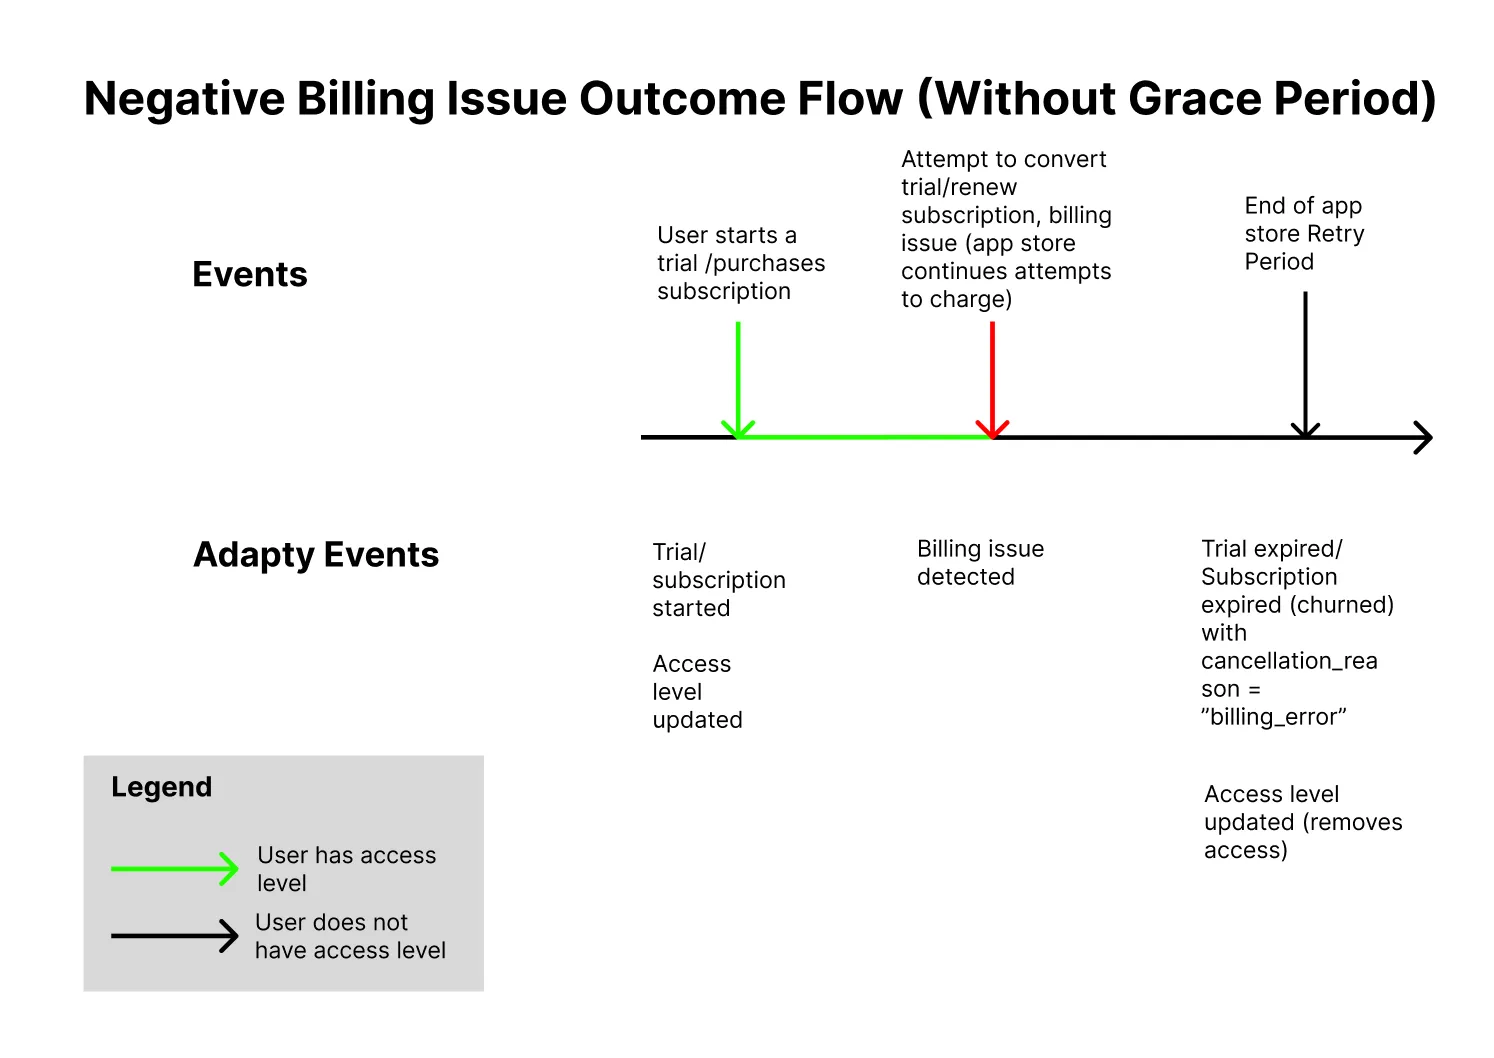 Negative Billing Issue Outcome Flow (Without Grace Period)
Events
User starts a
trial /purchases
subscription
Attempt to convert
trial/renew
subscription, billing
issue (app store
continues attempts
to charge)
End of app
store Retry
Period
Adapty Events
Trial/
subscription
started
Access
level
updated
Billing issue
detected
Trial expired/
Subscription
expired (churned)
with
cancellation_rea
son =
”billing_error”
Access level
updated (removes
access)
Legend
User has access
level
User does not
have access level